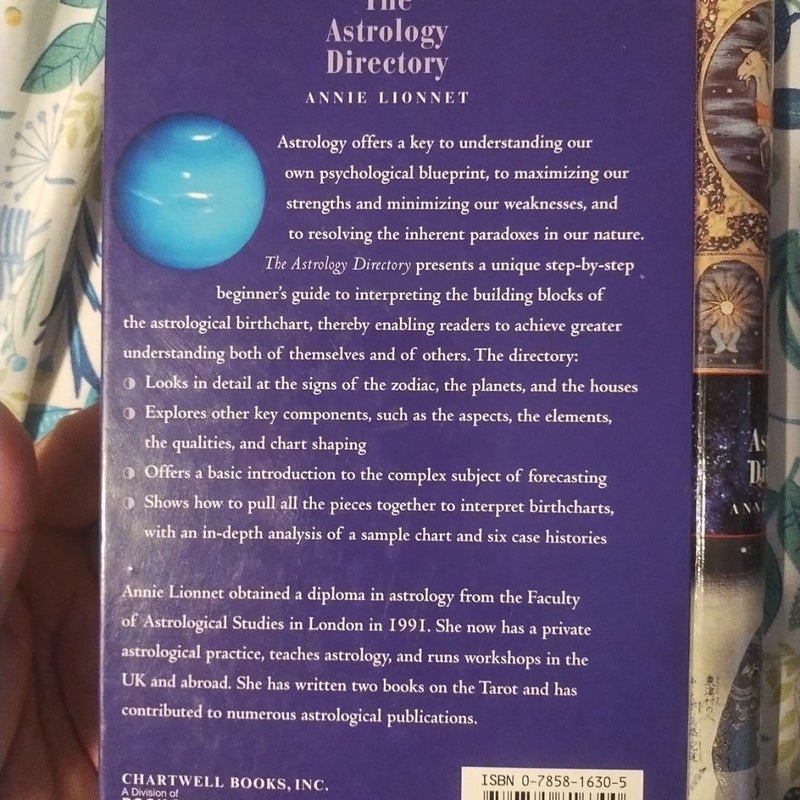 The
Astrology
Directory
ANNIE LIONNET
Astrology offers a key to understanding our
own psychological blueprint, to maximizing our
strengths and minimizing our weaknesses, and
to resolving the inherent paradoxes in our nature.
The Astrology Directory presents a unique step-by-step
beginner's guide to interpreting the building blocks of
the astrological birthchart, thereby enabling readers to achieve greater
understanding both of themselves and of others. The directory:
Looks in detail at the signs of the zodiac, the planets, and the houses
Explores other key components, such as the aspects, the elements,
the qualities, and chart shaping
Offers a basic introduction to the complex subject of forecasting
Shows how to pull all the pieces together to interpret birthcharts,
with an in-depth analysis of a sample chart and six case histories
Annie Lionnet obtained a diploma in astrology from the Faculty
of Astrological Studies in London in 1991. She now has a private
astrological practice, teaches astrology, and runs workshops in the
UK and abroad. She has written two books on the Tarot and has
contributed to numerous astrological publications.
CHARTWELL BOOKS, INC.
A Division of
ISBN 0-7858-1630-5